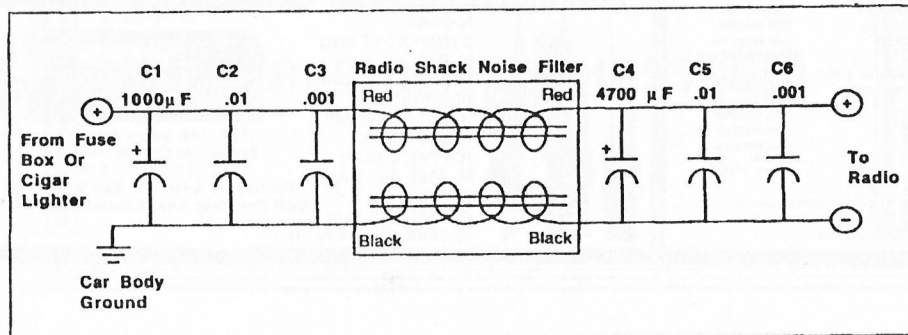 C1 C2 C3 Radio Shack Noise Filter C4 C5 C6
1000µ F .01 .001 Red Red 4700 µ F .01 .001
+ +
From Fuse
Box Or
Cigar
Lighter
+ +
To
Radio
−
Black Black
Car Body
Ground